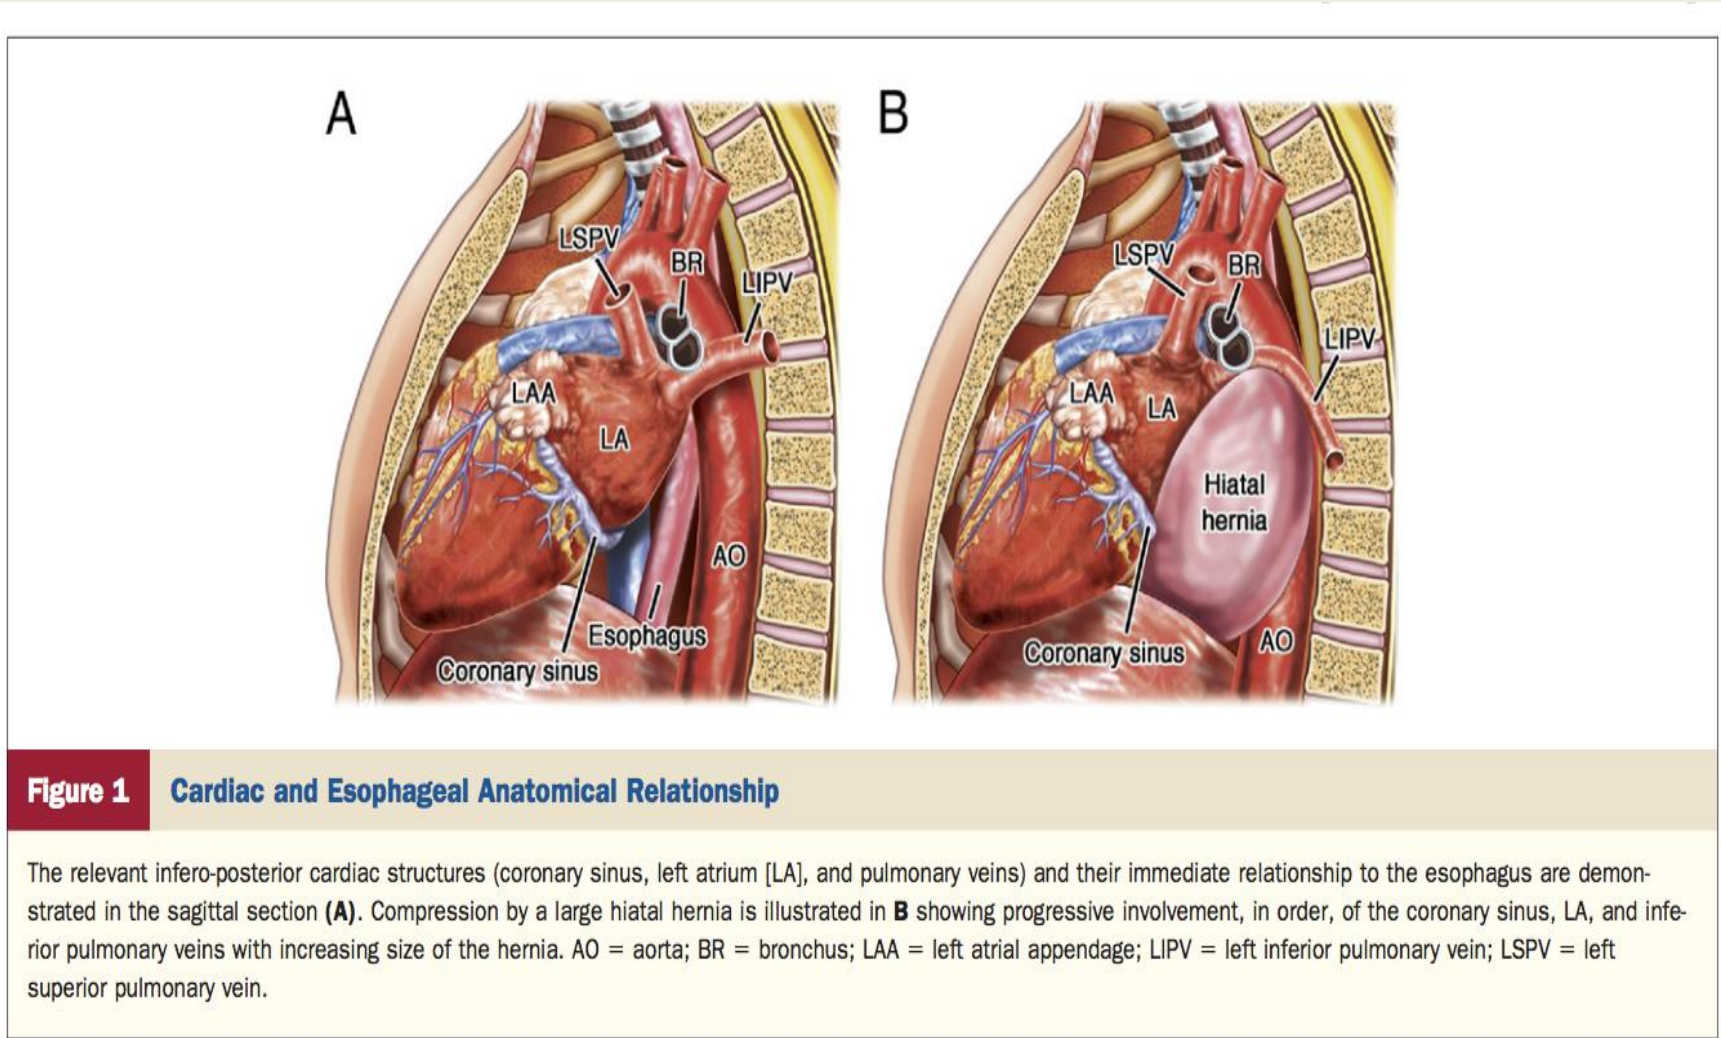 A
LSPV
BR
LIPV
LAA
LA
AO
Esophagus
Coronary sinus
B
LSPV
BR
LIPV
LAA
LA
Hiatal
hernia
Coronary sinus
AO
Figure 1
Cardiac and Esophageal Anatomical Relationship
The relevant infero-posterior cardiac structures (coronary sinus, left atrium [LA], and pulmonary veins) and their immediate relationship to the esophagus are demon-
strated in the sagittal section (A). Compression by a large hiatal hernia is illustrated in B showing progressive involvement, in order, of the coronary sinus, LA, and infe-
rior pulmonary veins with increasing size of the hernia. AO = aorta; BR = bronchus; LAA = left atrial appendage; LIPV = left inferior pulmonary vein; LSPV = left
superior pulmonary vein.